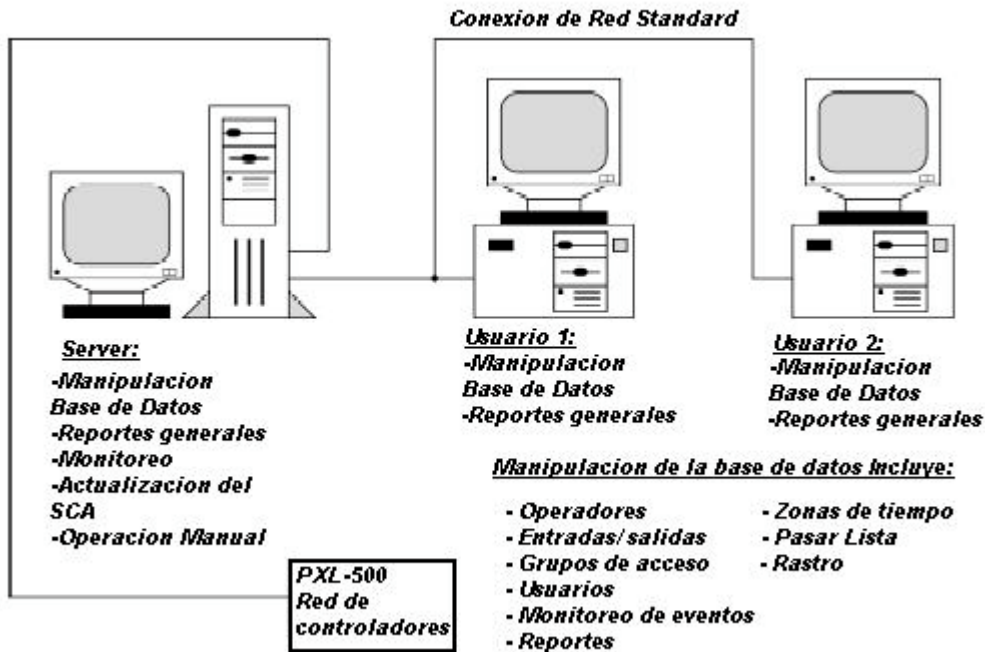 Conexion de Red Standard
Server:
-Manipulacion
Base de Datos
-Reportes generales
-Monitoreo
-Actualizacion del
SCA
-Operacion Manual
Usuario 1:
-Manipulacion
Base de Datos
-Reportes generales
Usuario 2:
-Manipulacion
Base de Datos
-Reportes generales
Manipulacion de la base de datos Incluye:
- Operadores
- Entradas/salidas
- Grupos de acceso
- Usuarios
- Monitoreo de eventos
- Reportes
- Zonas de tiempo
- Pasar Lista
- Rastro
PXL-500
Red de
controladores